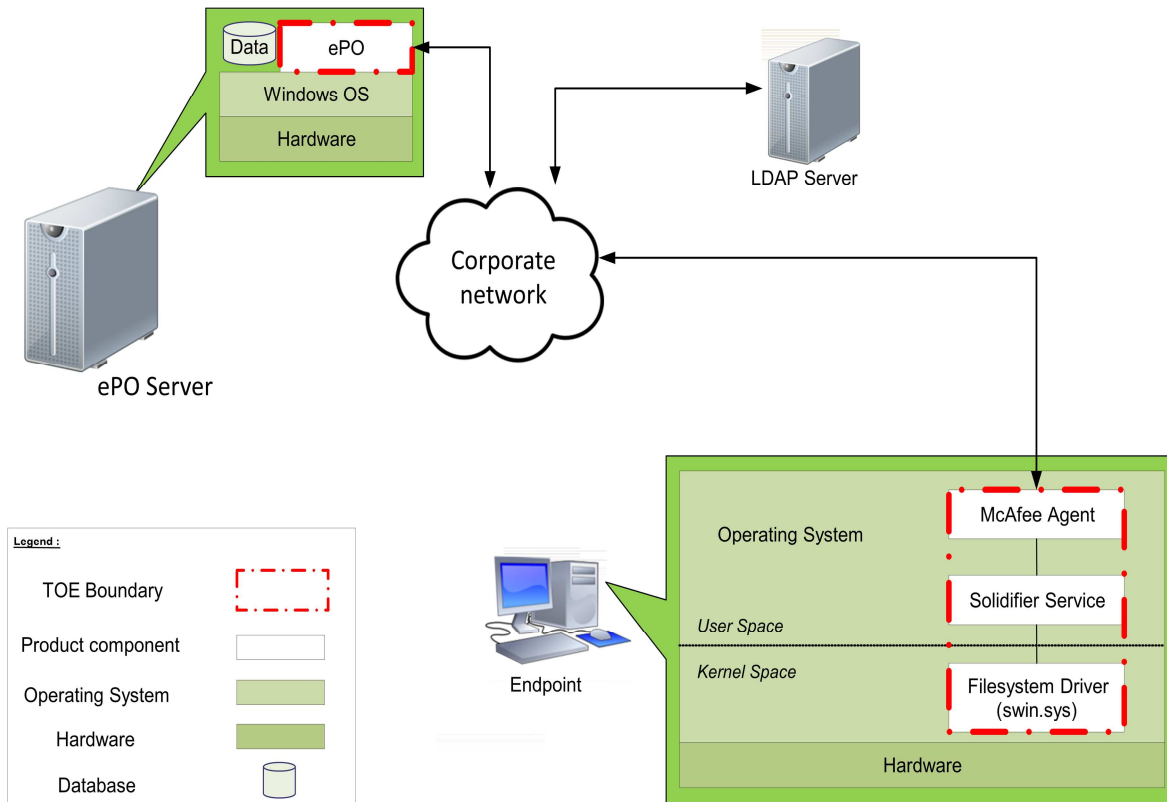 Data
ePO
Windows OS
Hardware
ePO Server
LDAP Server
Corporate
network
McAfee Agent
Operating System
Solidifier Service
User Space
Kernel Space
Filesystem Driver
(swin.sys)
Hardware
Endpoint
Legend :
TOE Boundary
Product component
Operating System
Hardware
Database